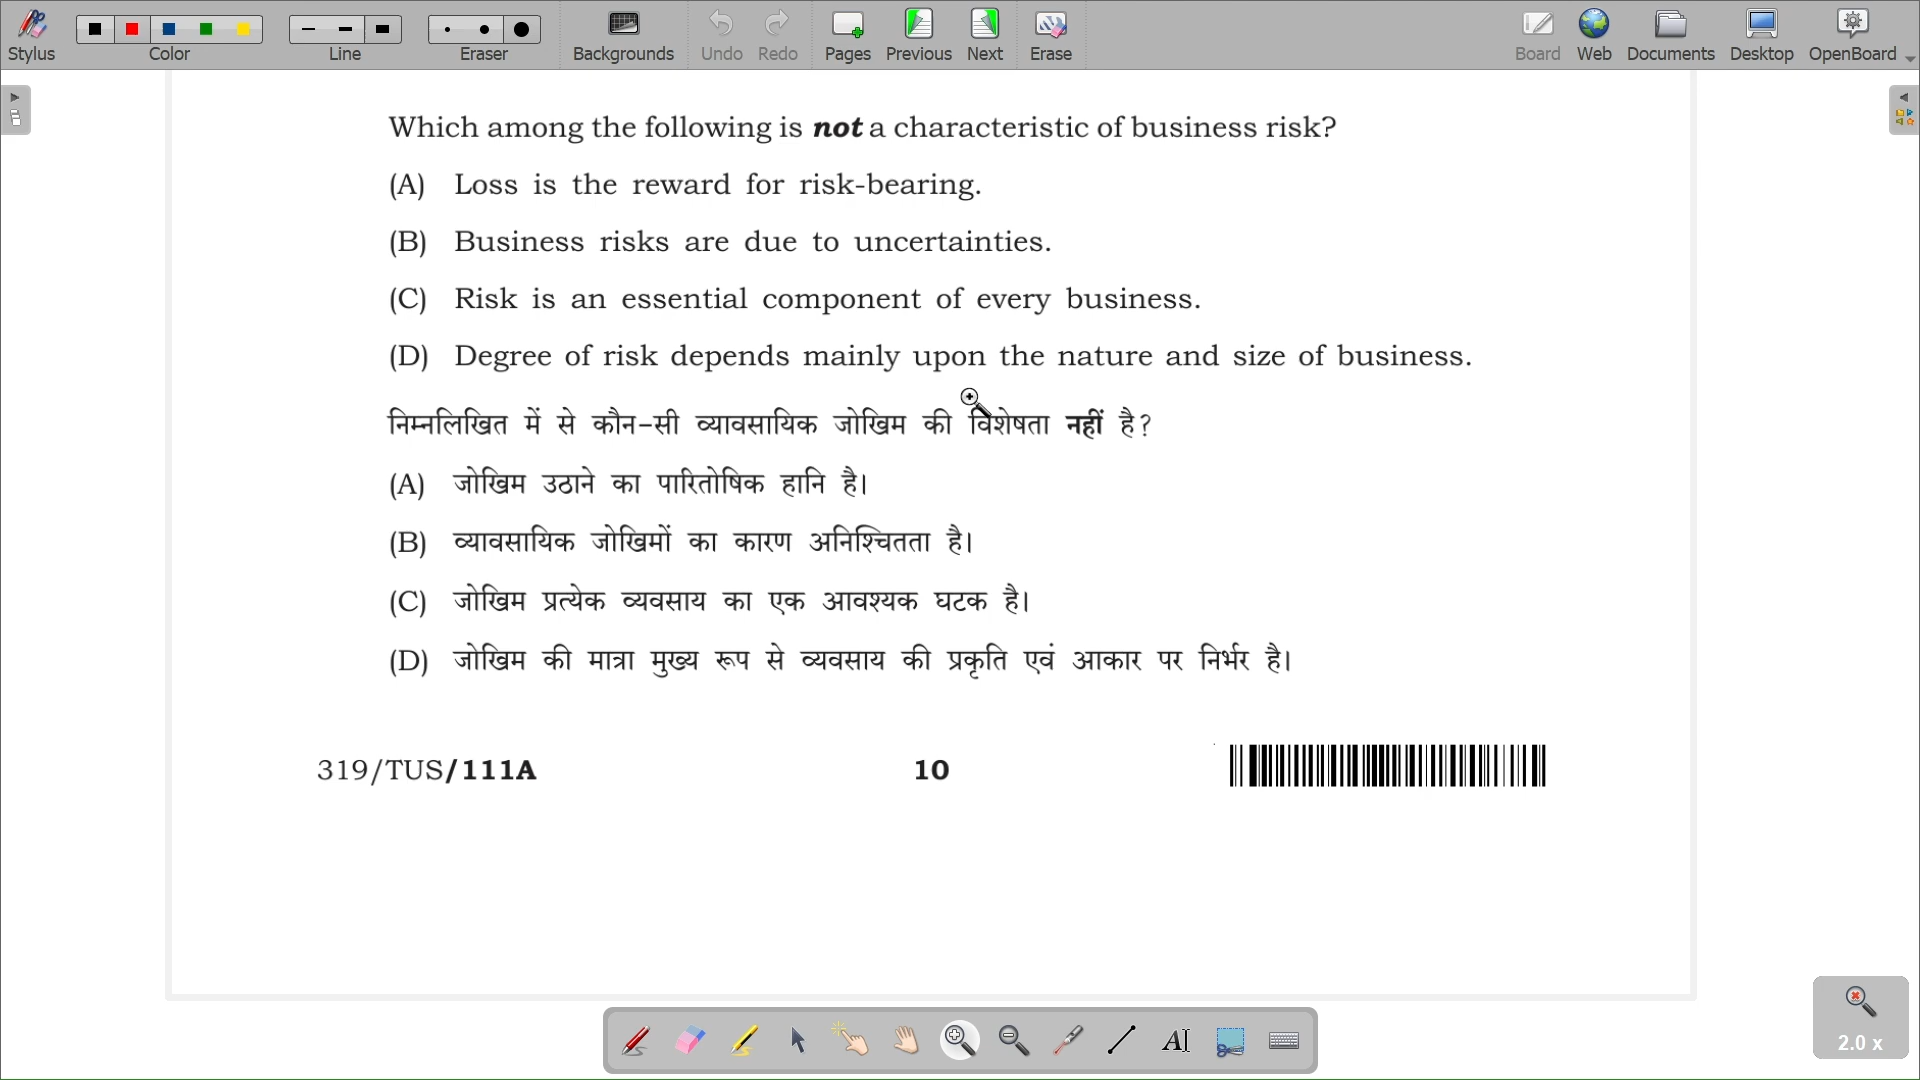 Stylus
Color
Line
Eraser
Backgrounds
Undo
Redo
Pages
Previous
Next
Erase
Board
Web
Documents
Desktop
OpenBoard
Which among the following is not a characteristic of business risk?
(A) Loss is the reward for risk-bearing.
(B) Business risks are due to uncertainties.
(C) Risk is an essential component of every business.
(D) Degree of risk depends mainly upon the nature and size of business.
निम्नलिखित में से कौन-सी व्यावसायिक जोखिम की विशेषता नहीं है?
(A) जोखिम उठाने का पारितोषिक हानि है।
(B) व्यावसायिक जोखिमों का कारण अनिश्चितता है।
(C) जोखिम प्रत्येक व्यवसाय का एक आवश्यक घटक है।
(D) जोखिम की मात्रा मुख्य रूप से व्यवसाय की प्रकृति एवं आकार पर निर्भर है।
319/TUS/111A
10
AI
2.0 x